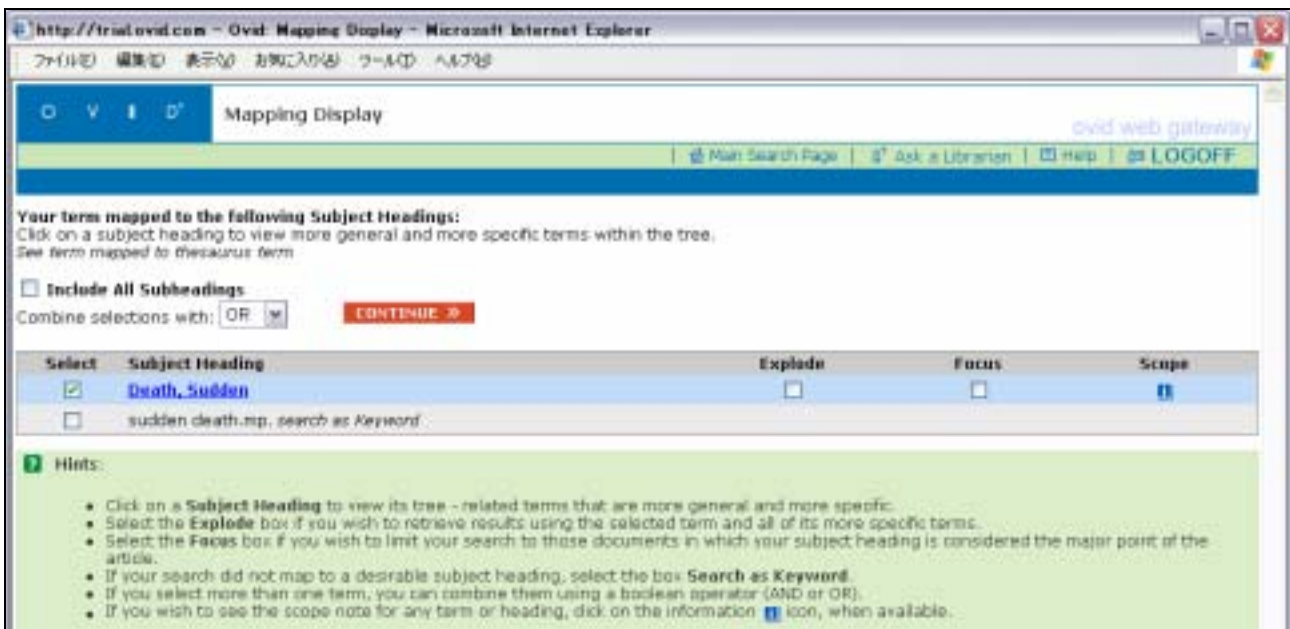 http://trial.ovid.com - Ovid: Mapping Display - Microsoft Internet Explorer
ファイル(F) 編集(E) 表示(V) お気に入り(A) ツール(T) ヘルプ(H)
O V I D Mapping Display
ovid web gateway
| Main Search Page | Ask a Librarian | Help | LOGOFF
Your term mapped to the following Subject Headings:
Click on a subject heading to view more general and more specific terms within the tree.
See term mapped to thesaurus term
Include All Subheadings
Combine selections with: OR CONTINUE »
Select Subject Heading Explode Focus Scope
Death, Sudden
sudden death.mp. search as Keyword
Hints:
• Click on a Subject Heading to view its tree - related terms that are more general and more specific.
• Select the Explode box if you wish to retrieve results using the selected term and all of its more specific terms.
• Select the Focus box if you wish to limit your search to those documents in which your subject heading is considered the major point of the
article.
• If your search did not map to a desirable subject heading, select the box Search as Keyword.
• If you select more than one term, you can combine them using a boolean operator (AND or OR).
• If you wish to see the scope note for any term or heading, click on the information i icon, when available.